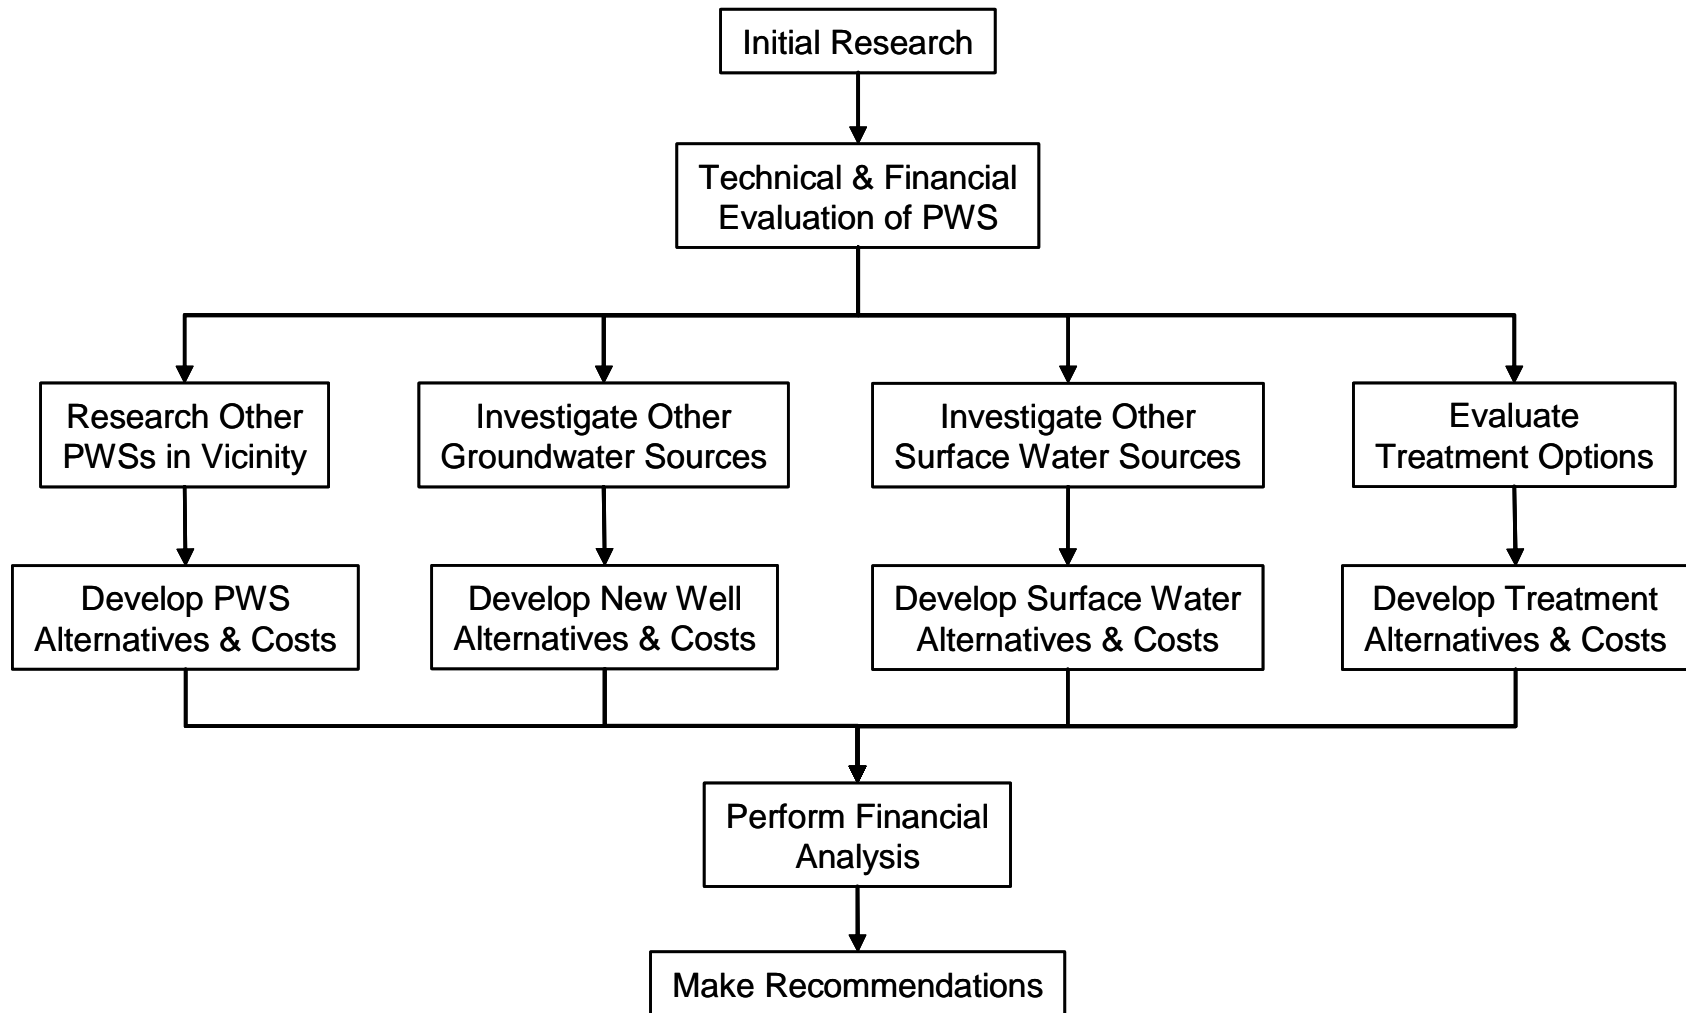 Initial Research
Technical & Financial
Evaluation of PWS
Research Other
PWSs in Vicinity
Investigate Other
Groundwater Sources
Investigate Other
Surface Water Sources
Evaluate
Treatment Options
Develop PWS
Alternatives & Costs
Develop New Well
Alternatives & Costs
Develop Surface Water
Alternatives & Costs
Develop Treatment
Alternatives & Costs
Perform Financial
Analysis
Make Recommendations